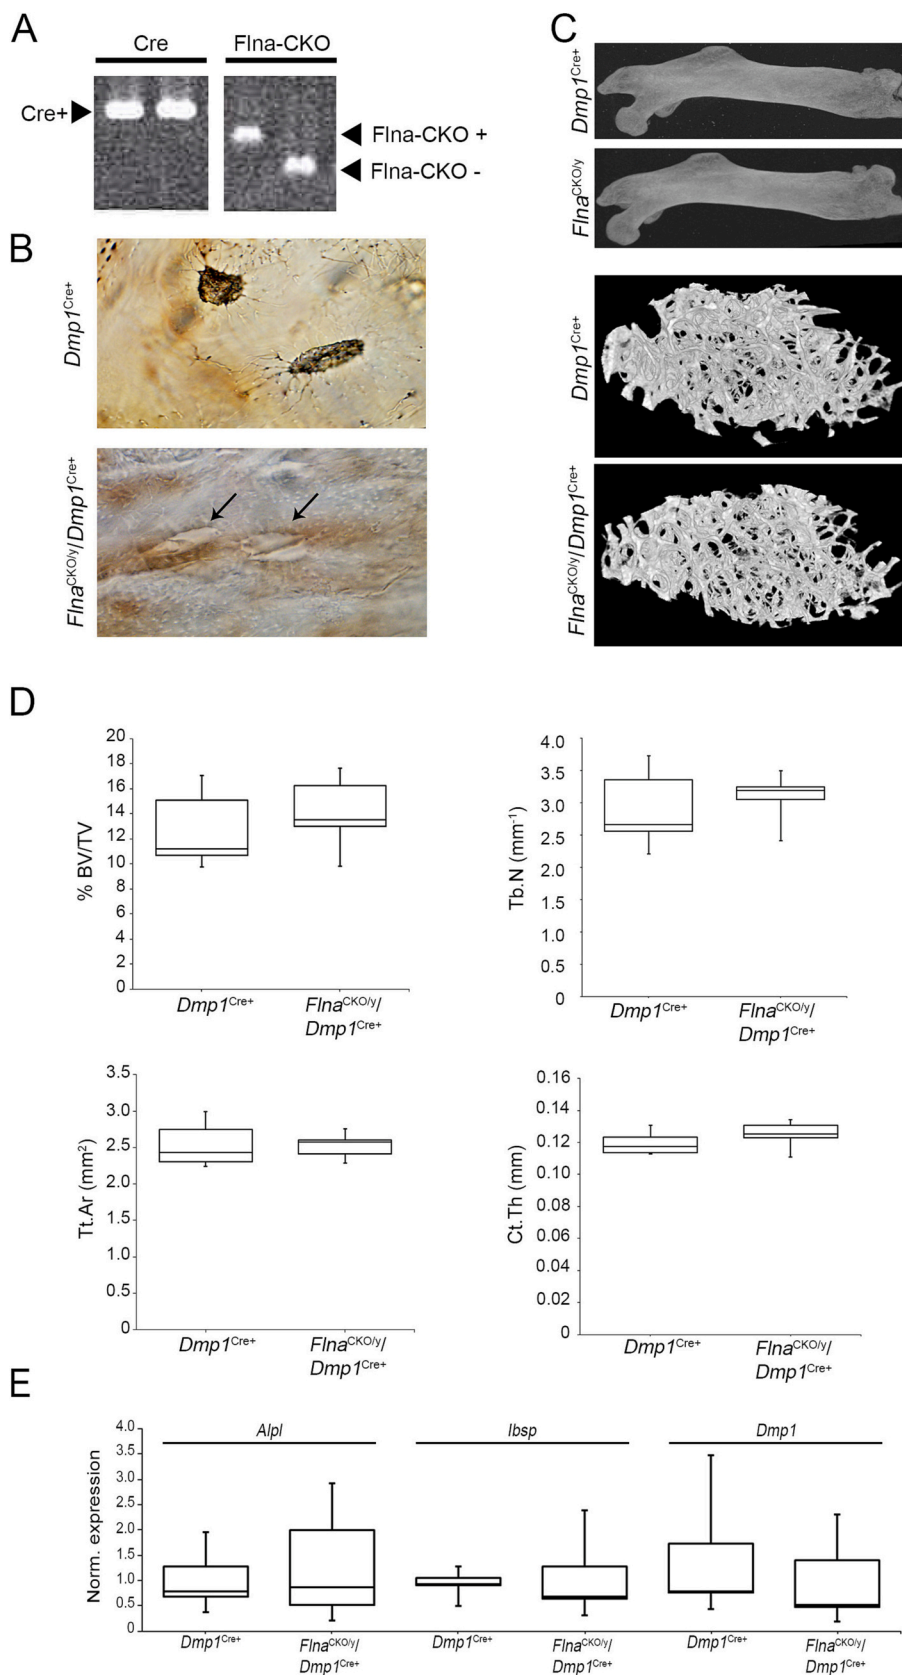 A
Cre
Flna-CKO
Cre+
Flna-CKO +
Flna-CKO -
B
Dmp1Cre+
FlnaCKO/y/Dmp1Cre+
C
Dmp1Cre+
FlnaCKO/y
Dmp1Cre+
FlnaCKO/y/Dmp1Cre+
D
% BV/TV
20
18
16
14
12
10
8
6
4
2
0
Dmp1Cre+
FlnaCKO/y/
Dmp1Cre+
Tb.N (mm-1)
4.0
3.5
3.0
2.5
2.0
1.5
1.0
0.5
0
Dmp1Cre+
FlnaCKO/y/
Dmp1Cre+
Tt.Ar (mm2)
3.5
3.0
2.5
2.0
1.5
1.0
0.5
0
Dmp1Cre+
FlnaCKO/y/
Dmp1Cre+
Ct.Th (mm)
0.16
0.14
0.12
0.10
0.08
0.06
0.04
0.02
0
Dmp1Cre+
FlnaCKO/y/
Dmp1Cre+
E
Norm. expression
4.0
3.5
3.0
2.5
2.0
1.5
1.0
0.5
0
Alpl
Ibsp
Dmp1
Dmp1Cre+
FlnaCKO/y/
Dmp1Cre+
Dmp1Cre+
FlnaCKO/y/
Dmp1Cre+
Dmp1Cre+
FlnaCKO/y/
Dmp1Cre+